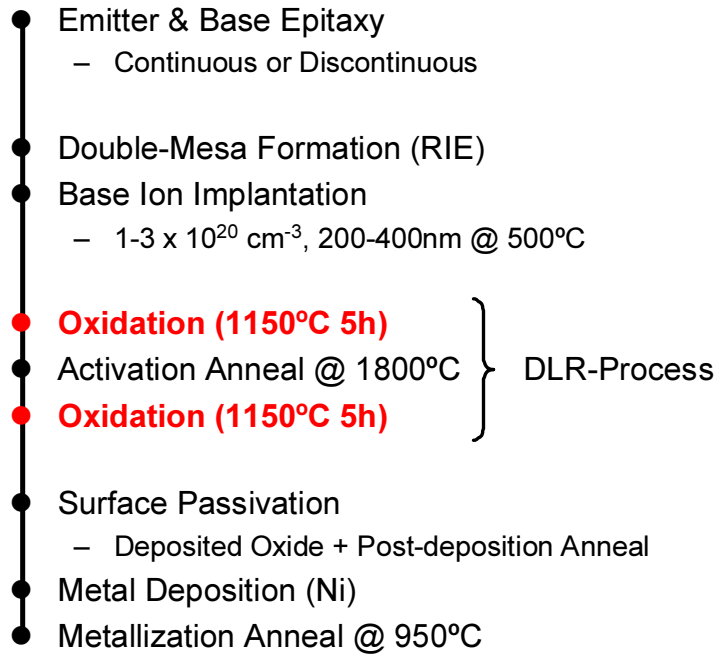 Emitter & Base Epitaxy
– Continuous or Discontinuous
Double-Mesa Formation (RIE)
Base Ion Implantation
– 1-3 x 10²⁰ cm⁻³, 200-400nm @ 500ºC
Oxidation (1150ºC 5h)
Activation Anneal @ 1800ºC
DLR-Process
Oxidation (1150ºC 5h)
Surface Passivation
– Deposited Oxide + Post-deposition Anneal
Metal Deposition (Ni)
Metallization Anneal @ 950ºC